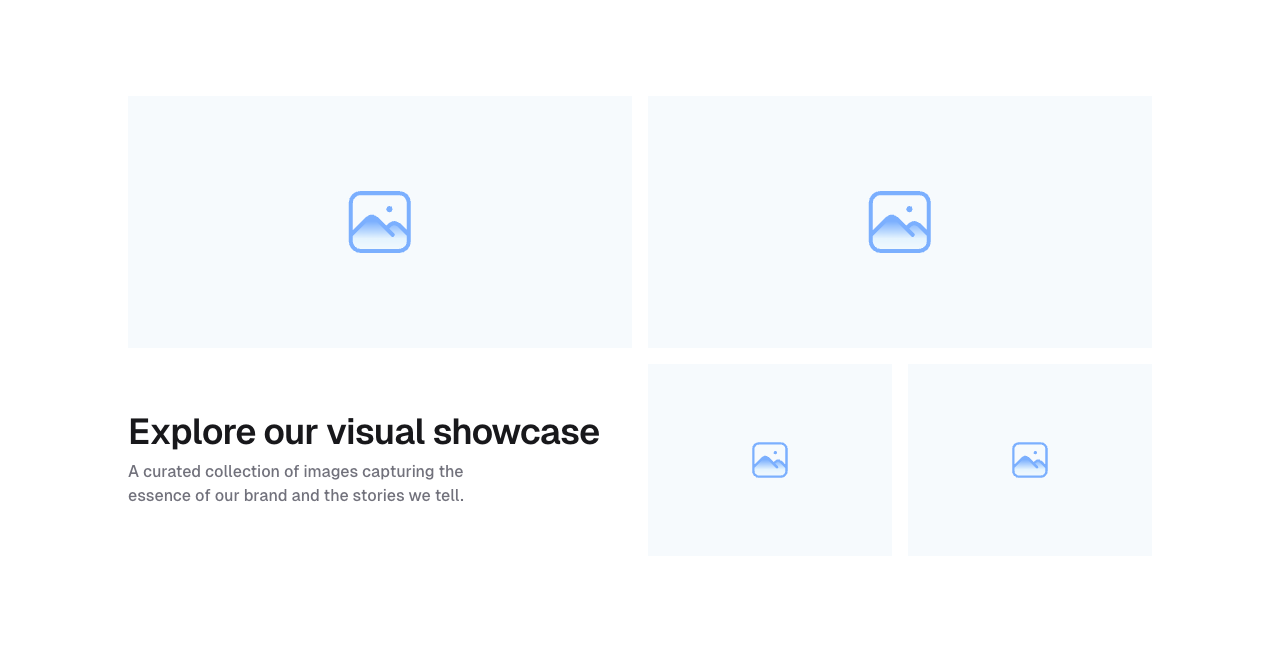 Explore our visual showcase
A curated collection of images capturing the
essence of our brand and the stories we tell.